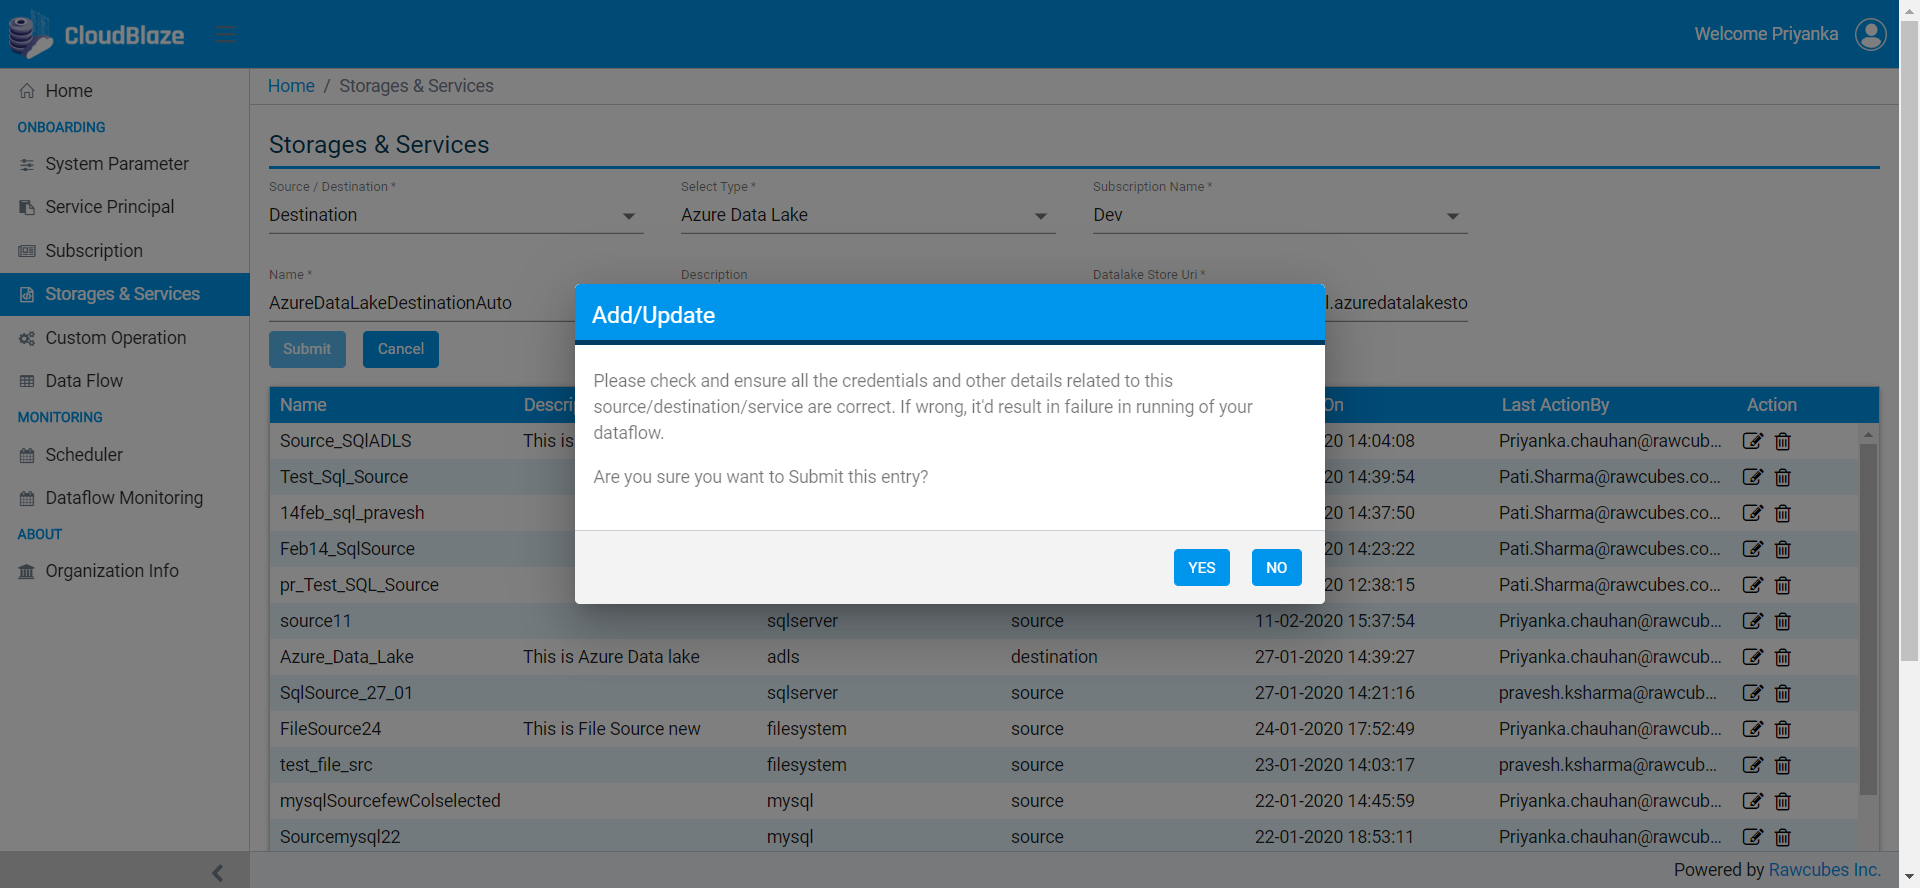 CloudBlaze
Welcome Priyanka
Home
ONBOARDING
System Parameter
Service Principal
Subscription
Storages & Services
Custom Operation
Data Flow
MONITORING
Scheduler
Dataflow Monitoring
ABOUT
Organization Info
Home / Storages & Services
Storages & Services
Source / Destination * Select Type * Subscription Name *
Destination Azure Data Lake Dev
Name * Description Datalake Store Uri *
AzureDataLakeDestinationAuto .azuredatalakesto
Submit Cancel
Add/Update
Please check and ensure all the credentials and other details related to this
source/destination/service are correct. If wrong, it'd result in failure in running of your
dataflow.
Are you sure you want to Submit this entry?
YES NO
Name Descri On Last ActionBy Action
Source_SQlADLS This is 20 14:04:08 Priyanka.chauhan@rawcub...
Test_Sql_Source 20 14:39:54 Pati.Sharma@rawcubes.co...
14feb_sql_pravesh 20 14:37:50 Pati.Sharma@rawcubes.co...
Feb14_SqlSource 20 14:23:22 Pati.Sharma@rawcubes.co...
pr_Test_SQL_Source 20 12:38:15 Pati.Sharma@rawcubes.co...
source11 sqlserver source 11-02-2020 15:37:54 Priyanka.chauhan@rawcub...
Azure_Data_Lake This is Azure Data lake adls destination 27-01-2020 14:39:27 Priyanka.chauhan@rawcub...
SqlSource_27_01 sqlserver source 27-01-2020 14:21:16 pravesh.ksharma@rawcub...
FileSource24 This is File Source new filesystem source 24-01-2020 17:52:49 Priyanka.chauhan@rawcub...
test_file_src filesystem source 23-01-2020 14:03:17 pravesh.ksharma@rawcub...
mysqlSourcefewColselected mysql source 22-01-2020 14:45:59 Priyanka.chauhan@rawcub...
Sourcemysql22 mysql source 22-01-2020 18:53:11 Priyanka.chauhan@rawcub...
Powered by Rawcubes Inc.